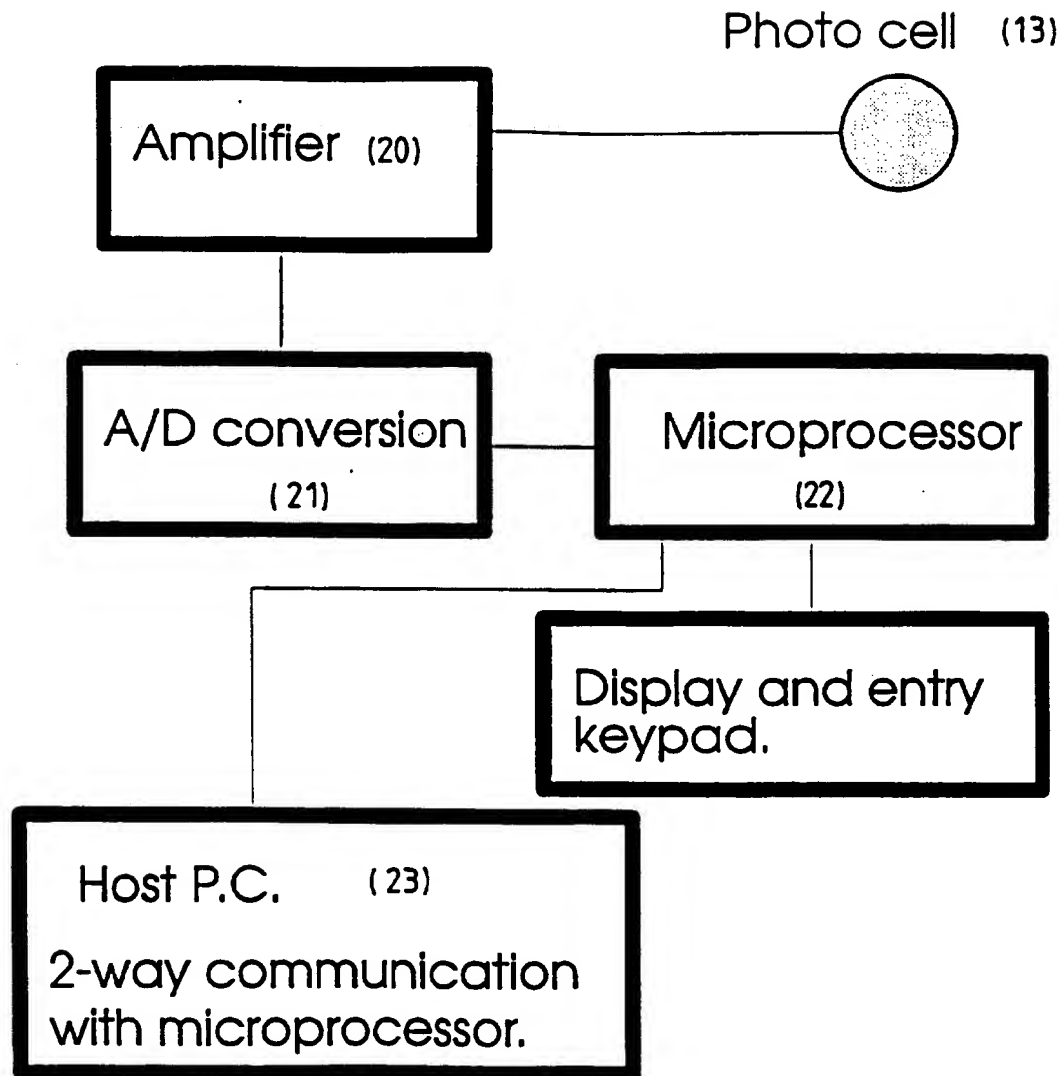 Photo cell (13)
Amplifier (20)
A/D conversion
(21)
Microprocessor
(22)
Display and entry
keypad.
Host P.C. (23)
2-way communication
with microprocessor.